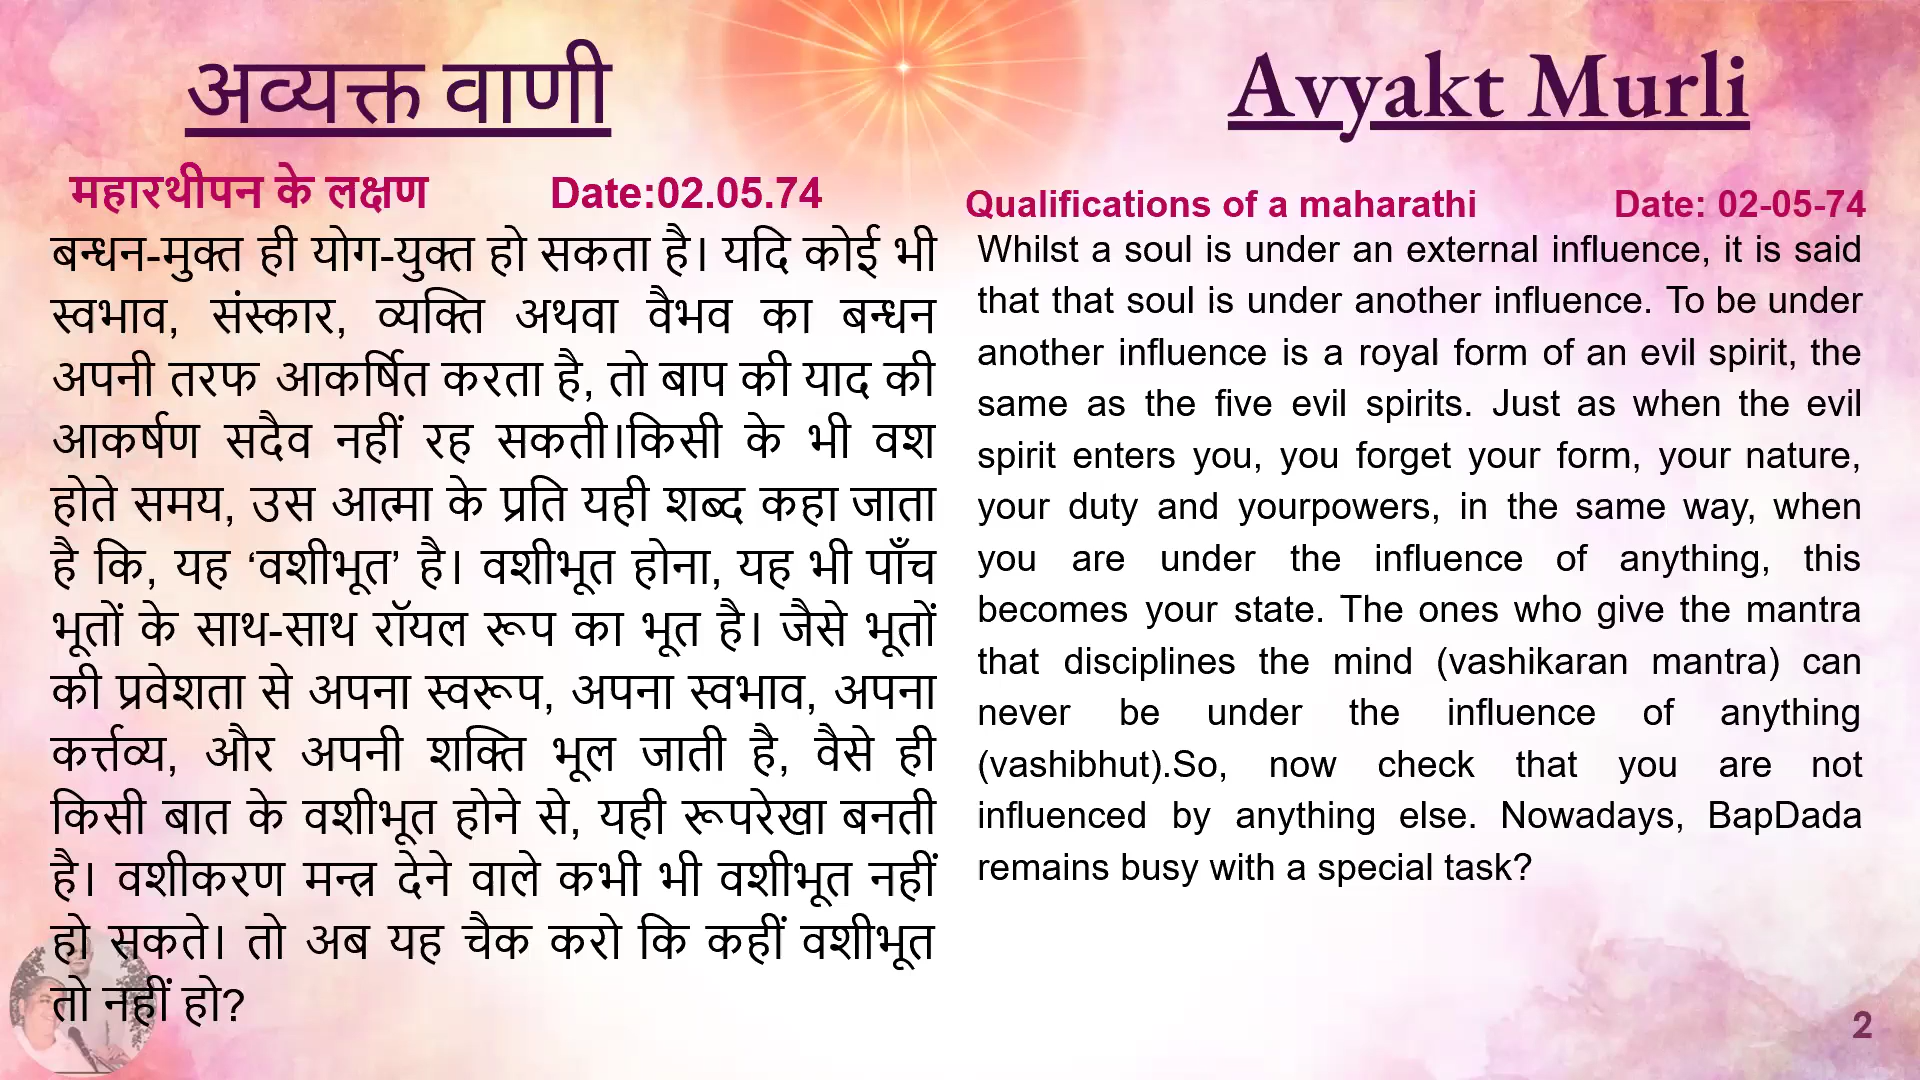 अव्यक्त वाणी
महारथीपन के लक्षण Date:02.05.74
बन्धन-मुक्त ही योग-युक्त हो सकता है। यदि कोई भी
स्वभाव, संस्कार, व्यक्ति अथवा वैभव का बन्धन
अपनी तरफ आकर्षित करता है, तो बाप की याद की
आकर्षण सदैव नहीं रह सकती।किसी के भी वश
होते समय, उस आत्मा के प्रति यही शब्द कहा जाता
है कि, यह ‘वशीभूत’ है। वशीभूत होना, यह भी पाँच
भूतों के साथ-साथ रॉयल रूप का भूत है। जैसे भूतों
की प्रवेशता से अपना स्वरूप, अपना स्वभाव, अपना
कर्त्तव्य, और अपनी शक्ति भूल जाती है, वैसे ही
किसी बात के वशीभूत होने से, यही रूपरेखा बनती
है। वशीकरण मन्त्र देने वाले कभी भी वशीभूत नहीं
हो सकते। तो अब यह चैक करो कि कहीं वशीभूत
तो नहीं हो?
Avyakt Murli
Qualifications of a maharathi Date: 02-05-74
Whilst a soul is under an external influence, it is said
that that soul is under another influence. To be under
another influence is a royal form of an evil spirit, the
same as the five evil spirits. Just as when the evil
spirit enters you, you forget your form, your nature,
your duty and yourpowers, in the same way, when
you are under the influence of anything, this
becomes your state. The ones who give the mantra
that disciplines the mind (vashikaran mantra) can
never be under the influence of anything
(vashibhut).So, now check that you are not
influenced by anything else. Nowadays, BapDada
remains busy with a special task?
2